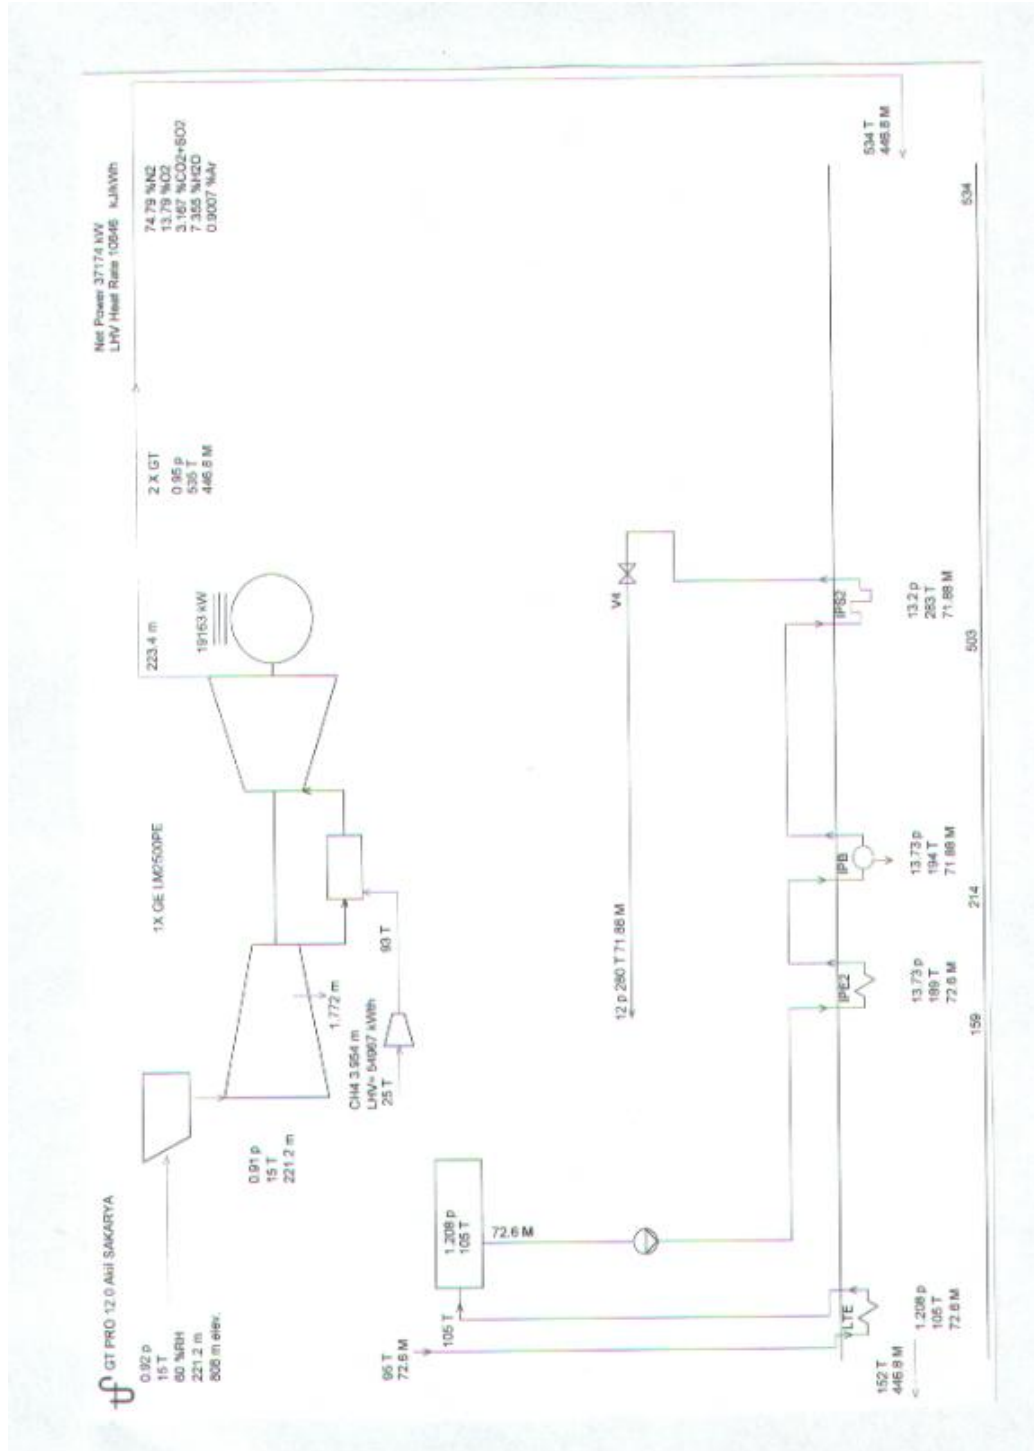 GT PRO 12.0 Akil SAKARYA
Net Power 37174 kW
LHV Heat Rate 10646 kJ/kWh
1X GE LM2500PE
0.92 p
15 T
60 %RH
221.2 m
808 m elev.
0.91 p
15 T
221.2 m
1.772 m
CH4 3.954 m
LHV= 54967 kWth
25 T
93 T
19163 kW
223.4 m
2 X GT
0.95 p
535 T
446.8 M
74.79 %N2
13.79 %O2
3.167 %CO2+SO2
7.355 %H2O
0.9007 %Ar
534 T
446.8 M
95 T
72.6 M
105 T
1.208 p
105 T
72.6 M
12 p 280 T 71.88 M
V4
LTE
IPE2
IPB
IPS2
152 T
446.8 M
1.208 p
105 T
72.6 M
13.73 p
189 T
72.6 M
13.73 p
194 T
71.88 M
13.2 p
283 T
71.88 M
159
214
503
534